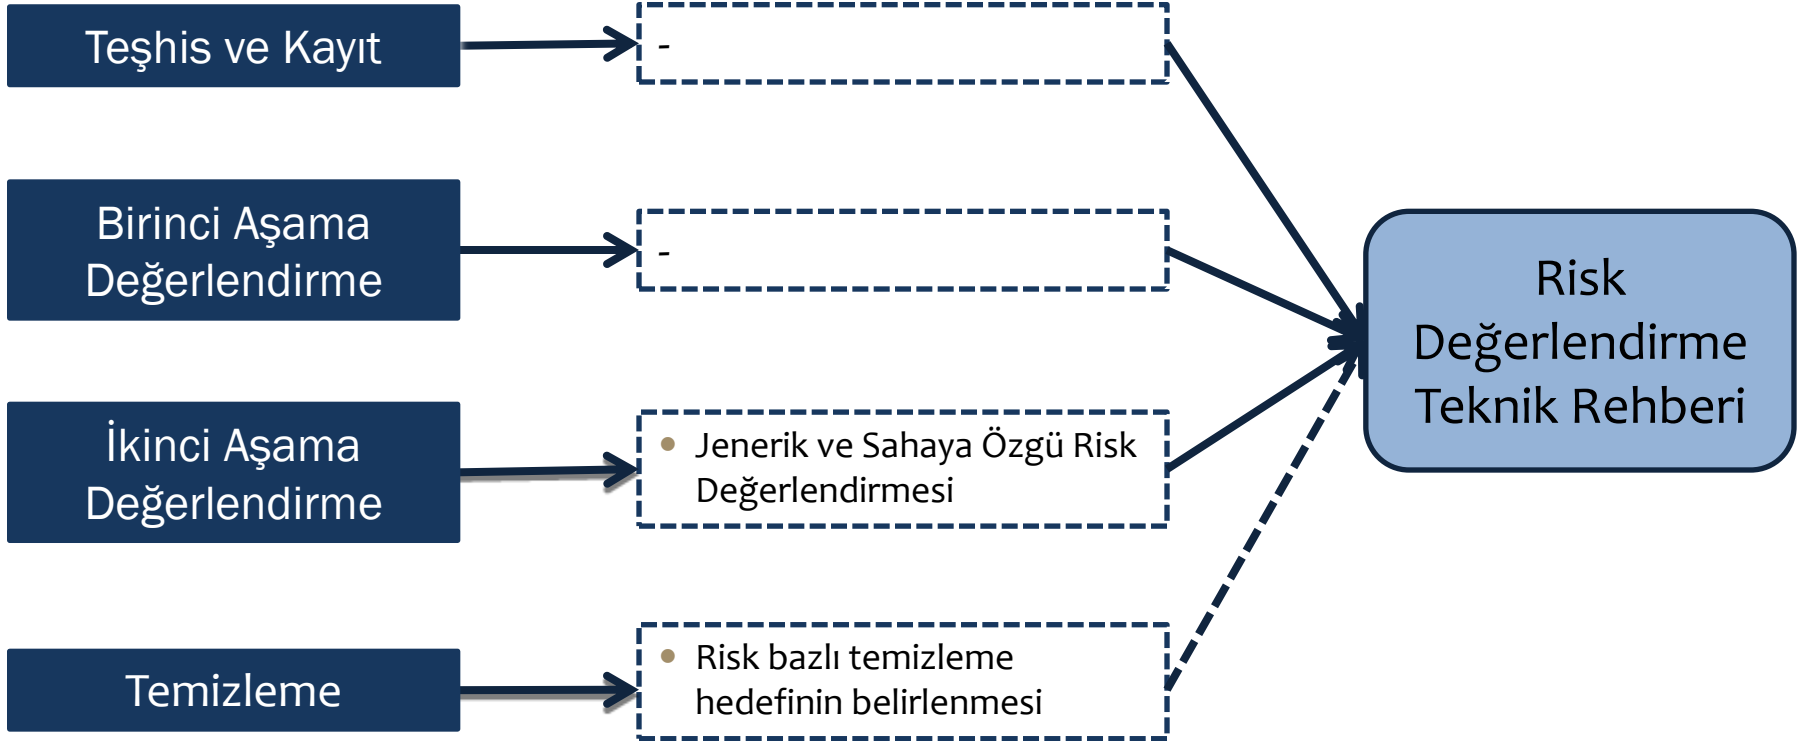 Teşhis ve Kayıt
-
Birinci Aşama
Değerlendirme
-
İkinci Aşama
Değerlendirme
• Jenerik ve Sahaya Özgü Risk
Değerlendirmesi
Temizleme
• Risk bazlı temizleme
hedefinin belirlenmesi
Risk
Değerlendirme
Teknik Rehberi